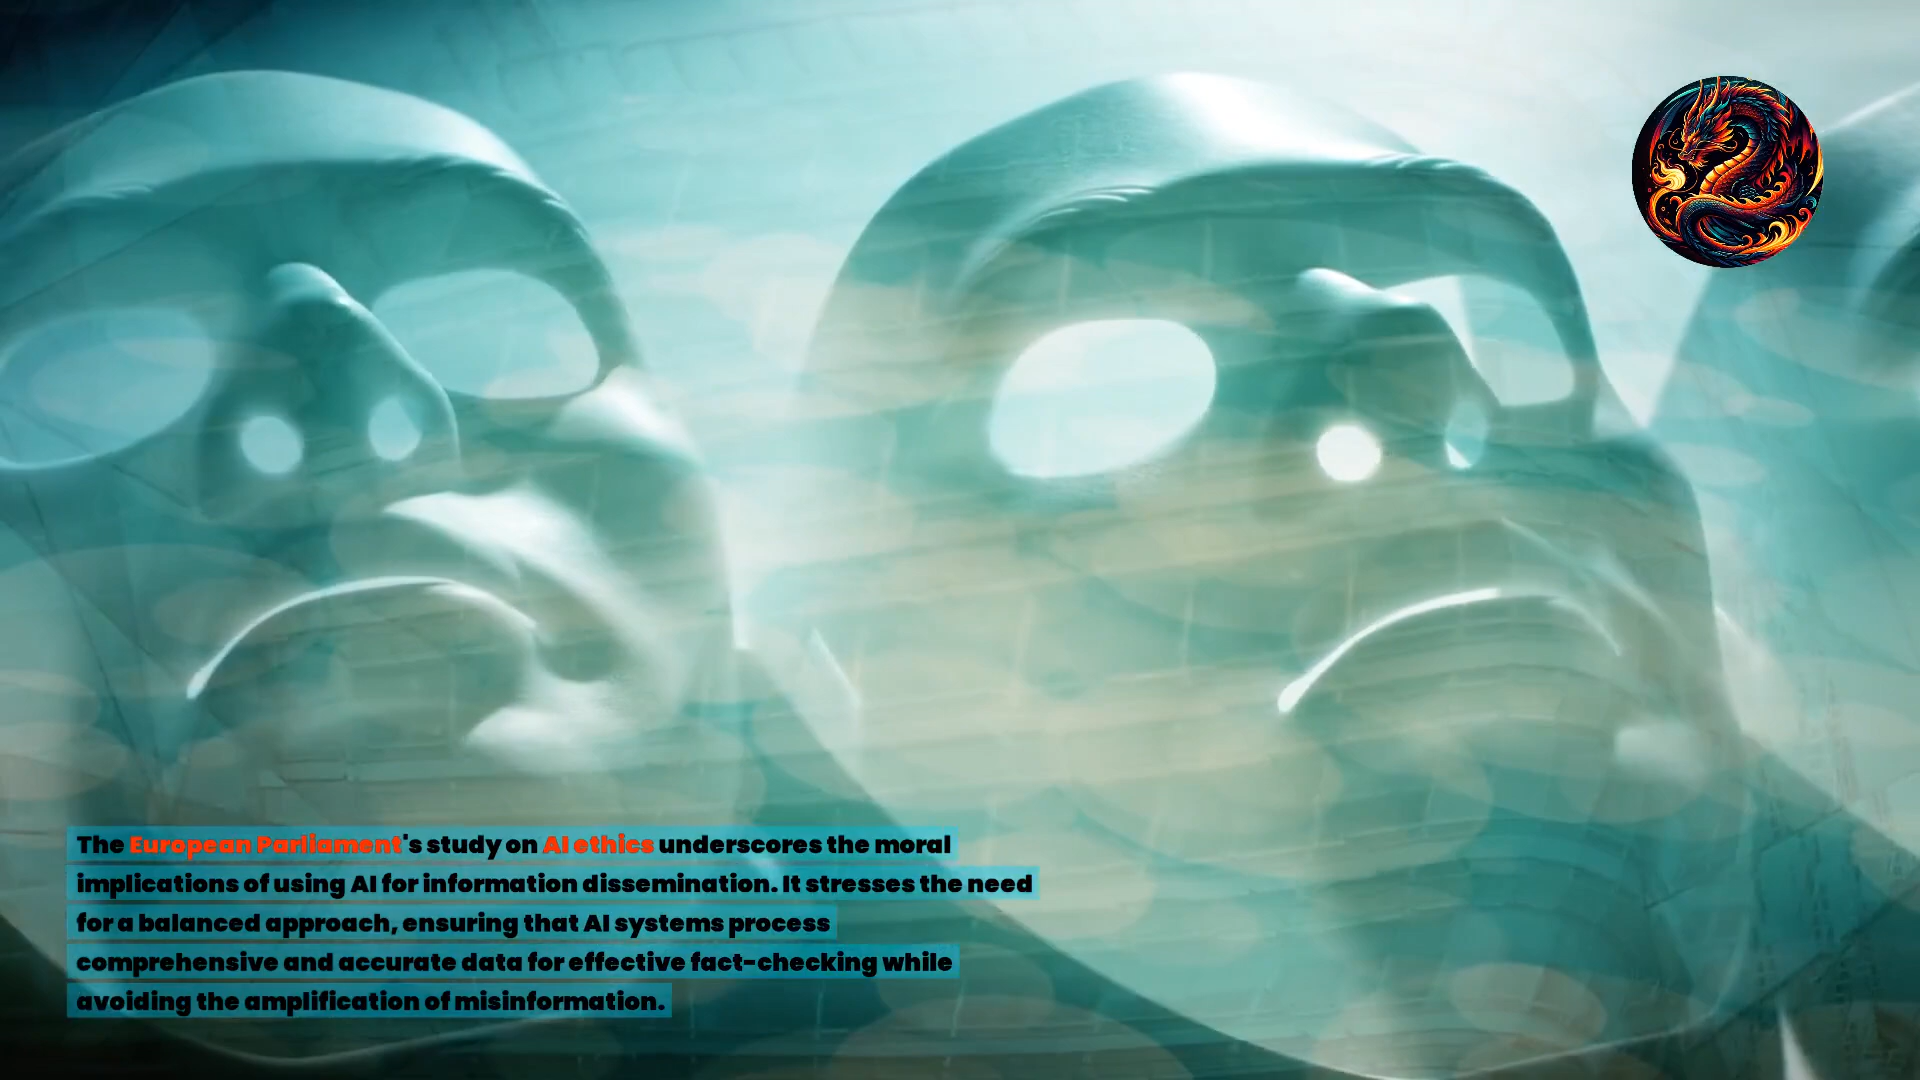 The European Parliament's study on AI ethics underscores the moral
implications of using AI for information dissemination. It stresses the need
for a balanced approach, ensuring that AI systems process
comprehensive and accurate data for effective fact-checking while
avoiding the amplification of misinformation.